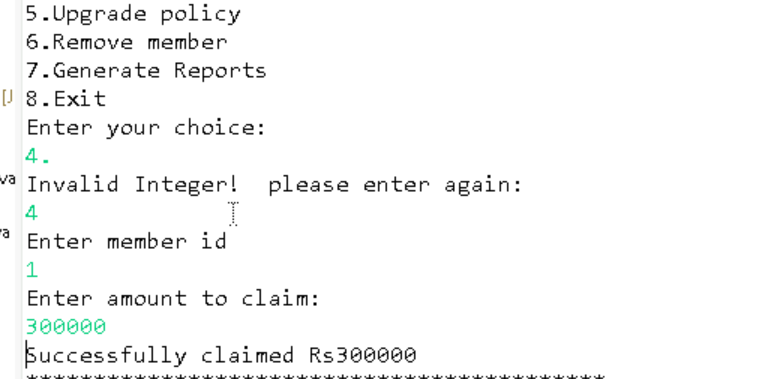 5.Upgrade policy
6.Remove member
7.Generate Reports
[J
8.Exit
Enter your choice:
4.
va
Invalid Integer!  please enter again:
4
Enter member id
1
Enter amount to claim:
300000
Successfully claimed Rs300000
*******************************************